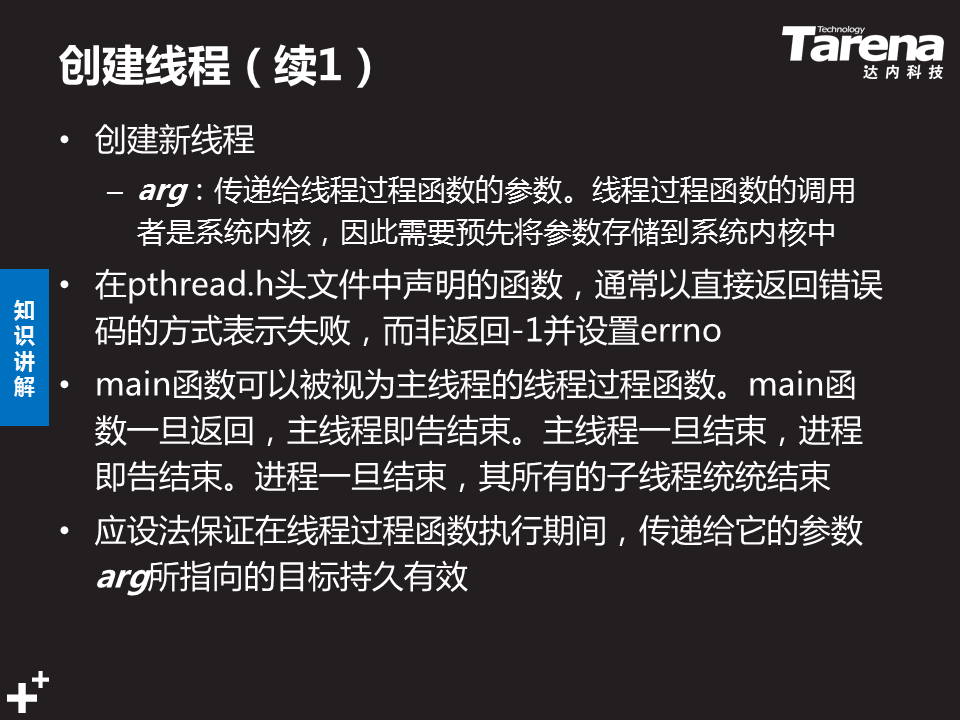 创建线程（续1）
Technology
Tarena
达内科技
• 创建新线程
– arg：传递给线程过程函数的参数。线程过程函数的调用
者是系统内核，因此需要预先将参数存储到系统内核中
• 在pthread.h头文件中声明的函数，通常以直接返回错误
码的方式表示失败，而非返回-1并设置errno
• main函数可以被视为主线程的线程过程函数。main函
数一旦返回，主线程即告结束。主线程一旦结束，进程
即告结束。进程一旦结束，其所有的子线程统统结束
• 应设法保证在线程过程函数执行期间，传递给它的参数
arg所指向的目标持久有效
知
识
讲
解